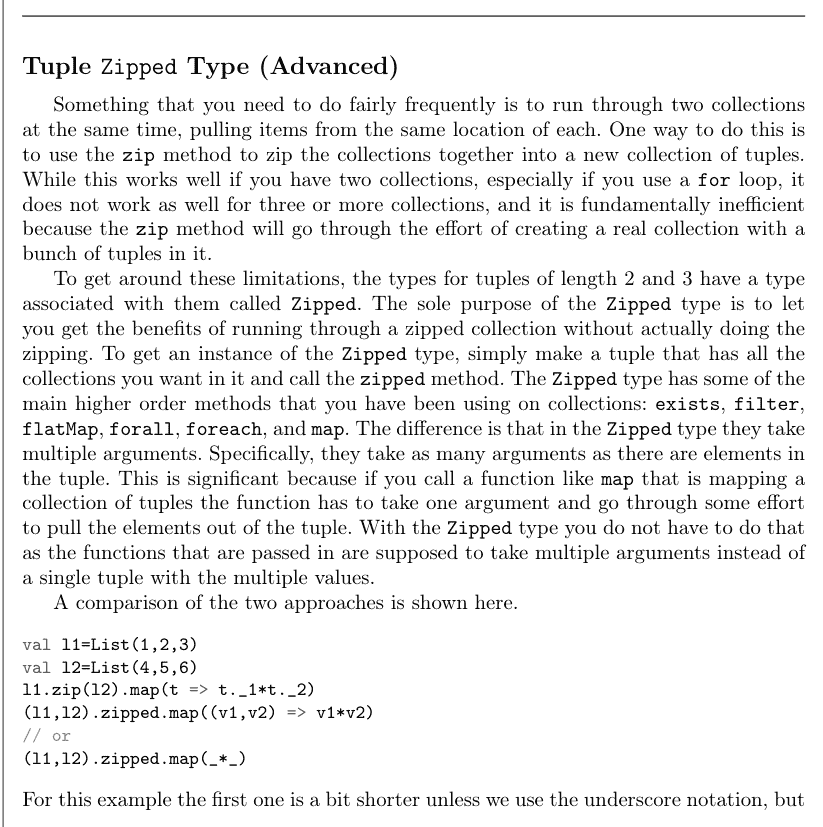 Tuple Zipped Type (Advanced)
Something that you need to do fairly frequently is to run through two collections
at the same time, pulling items from the same location of each. One way to do this is
to use the zip method to zip the collections together into a new collection of tuples.
While this works well if you have two collections, especially if you use a for loop, it
does not work as well for three or more collections, and it is fundamentally inefficient
because the zip method will go through the effort of creating a real collection with a
bunch of tuples in it.
To get around these limitations, the types for tuples of length 2 and 3 have a type
associated with them called Zipped. The sole purpose of the Zipped type is to let
you get the benefits of running through a zipped collection without actually doing the
zipping. To get an instance of the Zipped type, simply make a tuple that has all the
collections you want in it and call the zipped method. The Zipped type has some of the
main higher order methods that you have been using on collections: exists, filter,
flatMap, forall, foreach, and map. The difference is that in the Zipped type they take
multiple arguments. Specifically, they take as many arguments as there are elements in
the tuple. This is significant because if you call a function like map that is mapping a
collection of tuples the function has to take one argument and go through some effort
to pull the elements out of the tuple. With the Zipped type you do not have to do that
as the functions that are passed in are supposed to take multiple arguments instead of
a single tuple with the multiple values.
A comparison of the two approaches is shown here.
val l1=List(1,2,3)
val l2=List(4,5,6)
l1.zip(l2).map(t => t._1*t._2)
(l1,l2).zipped.map((v1,v2) => v1*v2)
// or
(l1,l2).zipped.map(_*_)
For this example the first one is a bit shorter unless we use the underscore notation, but